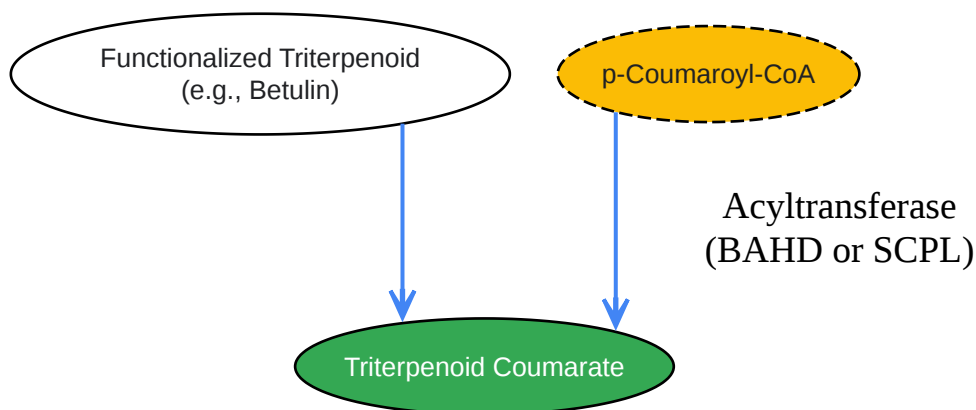 Functionalized Triterpenoid
(e.g., Betulin)
p-Coumaroyl-CoA
Acyltransferase
(BAHD or SCPL)
Triterpenoid Coumarate